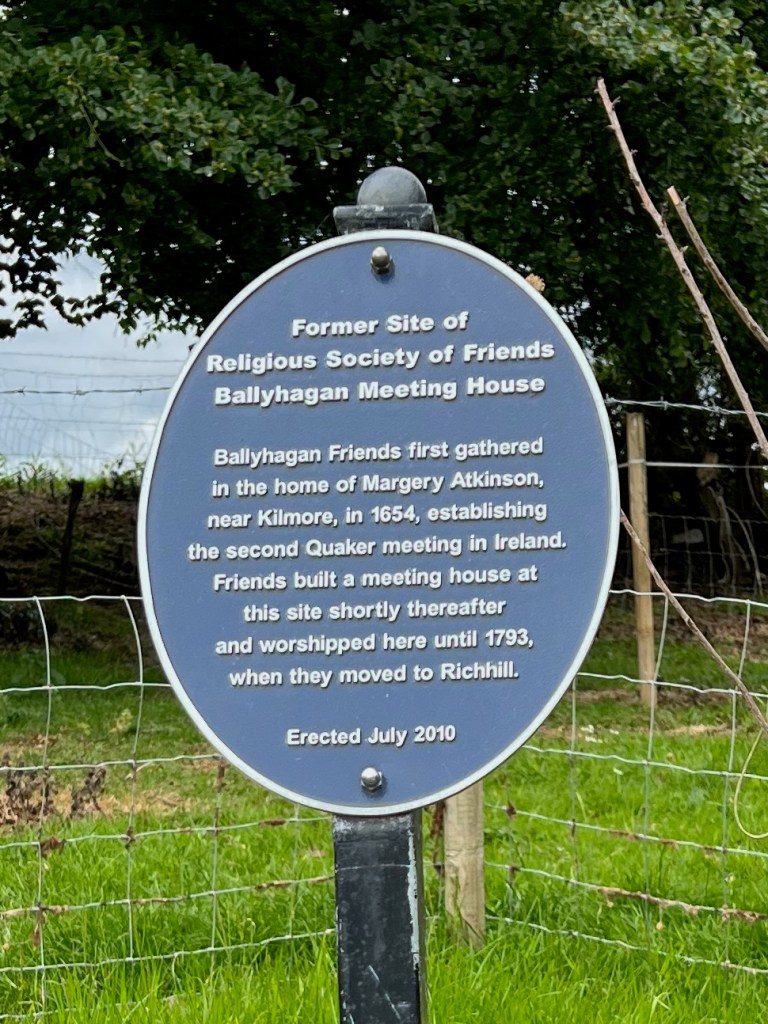 Former Site of
Religious Society of Friends
Ballyhagan Meeting House
Ballyhagan Friends first gathered
in the home of Margery Atkinson,
near Kilmore, in 1654, establishing
the second Quaker meeting in Ireland.
Friends built a meeting house at
this site shortly thereafter
and worshipped here until 1793,
when they moved to Richhill.
Erected July 2010